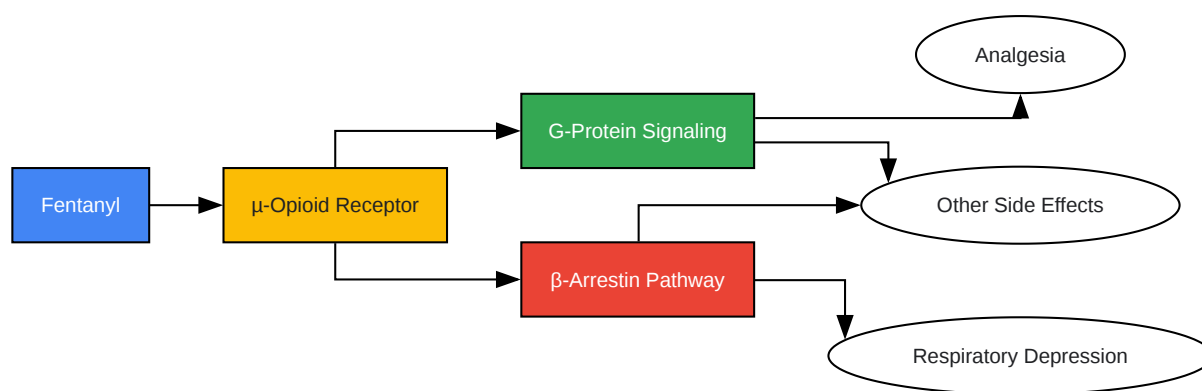 Analgesia
G-Protein Signaling
Fentanyl
µ-Opioid Receptor
Other Side Effects
β-Arrestin Pathway
Respiratory Depression